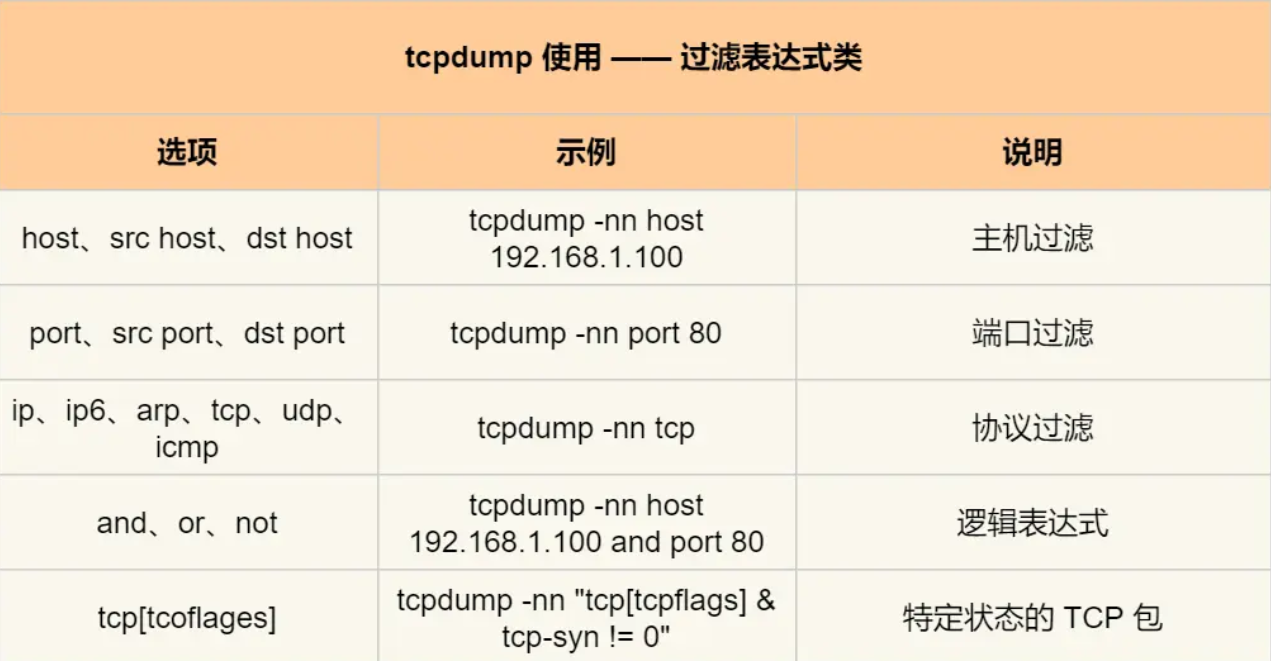 tcpdump 使用 —— 过滤表达式类
选项
示例
说明
host、src host、dst host
tcpdump -nn host
192.168.1.100
主机过滤
port、src port、dst port
tcpdump -nn port 80
端口过滤
ip、ip6、arp、tcp、udp、
icmp
tcpdump -nn tcp
协议过滤
and、or、not
tcpdump -nn host
192.168.1.100 and port 80
逻辑表达式
tcp[tcoflages]
tcpdump -nn "tcp[tcpflags] &
tcp-syn != 0"
特定状态的 TCP 包